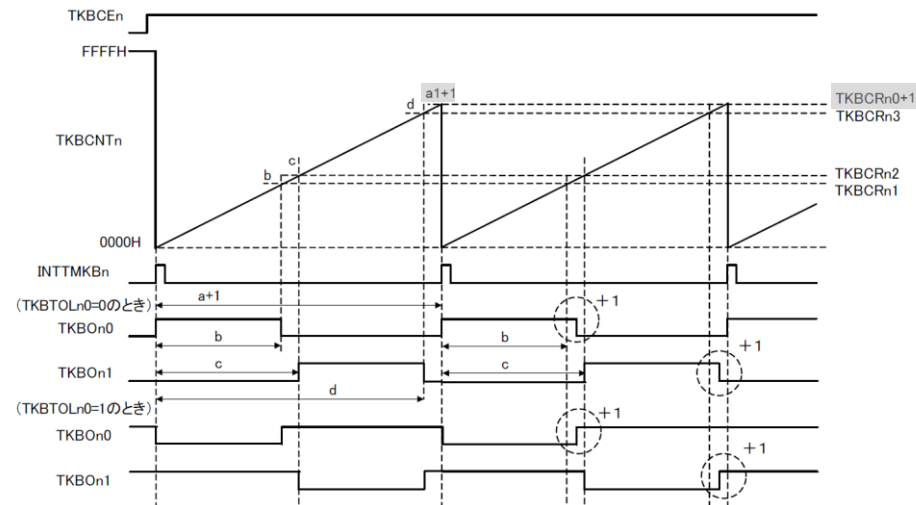 TKBCEn
FFFFH
a1+1
TKBCRn0+1
d
TKBCRn3
TKBCNTn
c
TKBCRn2
b
TKBCRn1
0000H
INTTMKBn
a+1
+1
(TKBTOLn0=0のとき)
TKBOn0
b
b
+1
TKBOn1
c
c
d
(TKBTOLn0=1のとき)
+1
TKBOn0
+1
TKBOn1